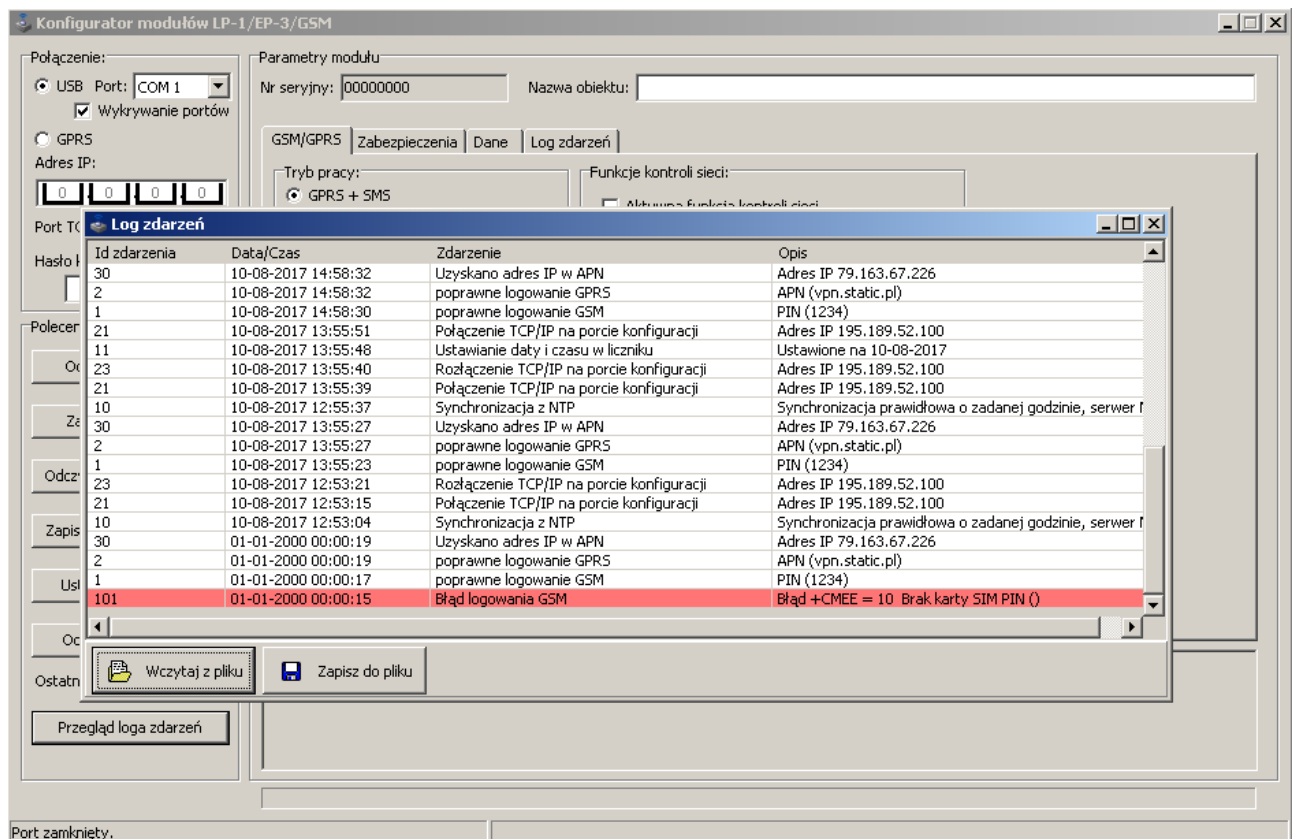 Konfigurator modułów LP-1/EP-3/GSM
Połączenie:
USB Port: COM 1
Wykrywanie portów
GPRS
Adres IP:
0 . 0 . 0 . 0
Port TC
Hasło k
Parametry modułu
Nr seryjny: 00000000 Nazwa obiektu:
GSM/GPRS Zabezpieczenia Dane Log zdarzeń
Tryb pracy: Funkcje kontroli sieci:
GPRS + SMS Aktywna funkcja kontroli sieci
Log zdarzeń
Id zdarzenia Data/Czas Zdarzenie Opis
30 10-08-2017 14:58:32 Uzyskano adres IP w APN Adres IP 79.163.67.226
2 10-08-2017 14:58:32 poprawne logowanie GPRS APN (vpn.static.pl)
1 10-08-2017 14:58:30 poprawne logowanie GSM PIN (1234)
21 10-08-2017 13:55:51 Połączenie TCP/IP na porcie konfiguracji Adres IP 195.189.52.100
11 10-08-2017 13:55:48 Ustawianie daty i czasu w liczniku Ustawione na 10-08-2017
23 10-08-2017 13:55:40 Rozłączenie TCP/IP na porcie konfiguracji Adres IP 195.189.52.100
21 10-08-2017 13:55:39 Połączenie TCP/IP na porcie konfiguracji Adres IP 195.189.52.100
10 10-08-2017 12:55:37 Synchronizacja z NTP Synchronizacja prawidłowa o zadanej godzinie, serwer
30 10-08-2017 13:55:27 Uzyskano adres IP w APN Adres IP 79.163.67.226
2 10-08-2017 13:55:27 poprawne logowanie GPRS APN (vpn.static.pl)
1 10-08-2017 13:55:23 poprawne logowanie GSM PIN (1234)
23 10-08-2017 12:53:21 Rozłączenie TCP/IP na porcie konfiguracji Adres IP 195.189.52.100
21 10-08-2017 12:53:15 Połączenie TCP/IP na porcie konfiguracji Adres IP 195.189.52.100
10 10-08-2017 12:53:04 Synchronizacja z NTP Synchronizacja prawidłowa o zadanej godzinie, serwer
30 01-01-2000 00:00:19 Uzyskano adres IP w APN Adres IP 79.163.67.226
2 01-01-2000 00:00:19 poprawne logowanie GPRS APN (vpn.static.pl)
1 01-01-2000 00:00:17 poprawne logowanie GSM PIN (1234)
101 01-01-2000 00:00:15 Błąd logowania GSM Błąd +CMEE = 10 Brak karty SIM PIN ()
Wczytaj z pliku Zapisz do pliku
Polecen
Oc
Za
Odcz
Zapis
Usł
Oc
Ostatn
Przegląd loga zdarzeń
Port zamknięty.